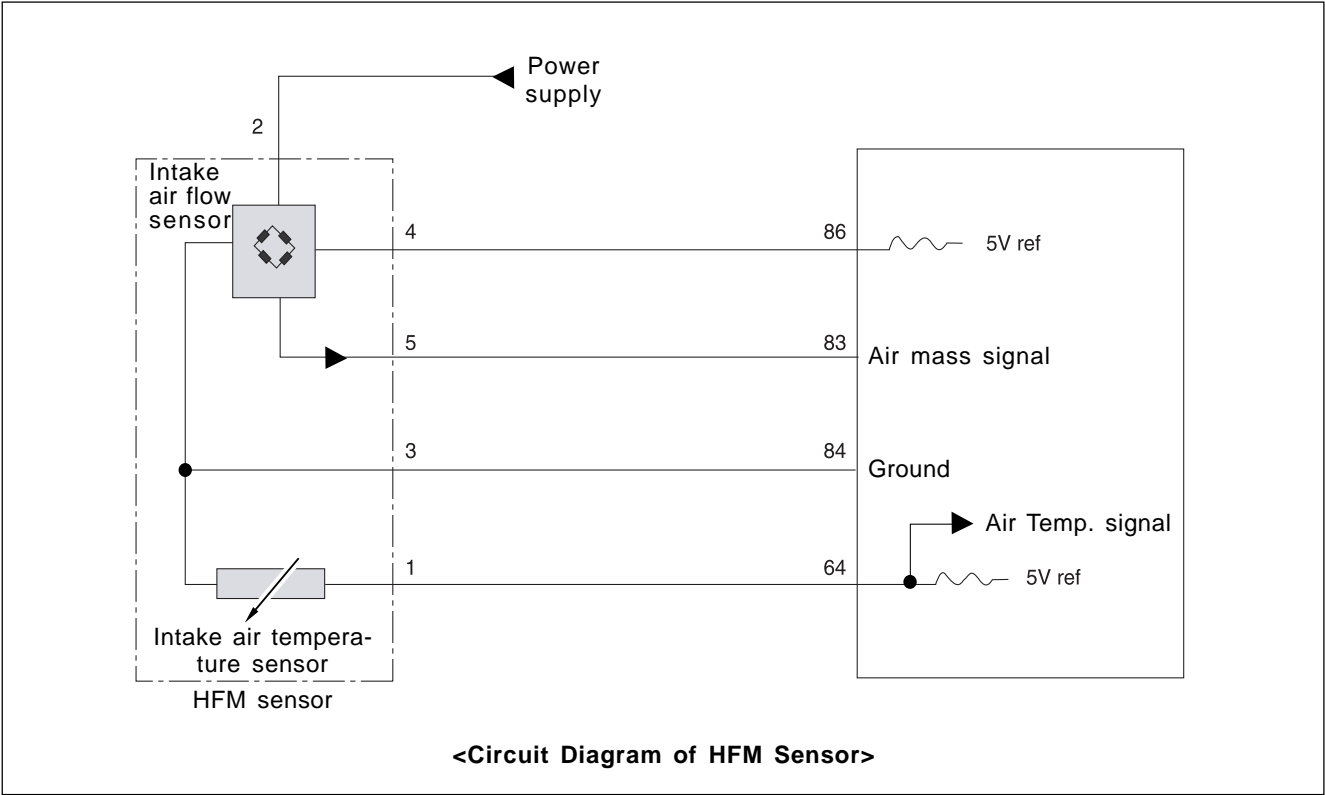 Power
supply
2
Intake
air flow
sensor
4
86
5V ref
5
83
Air mass signal
3
84
Ground
Air Temp. signal
1
64
5V ref
Intake air tempera-
ture sensor
HFM sensor
<Circuit Diagram of HFM Sensor>